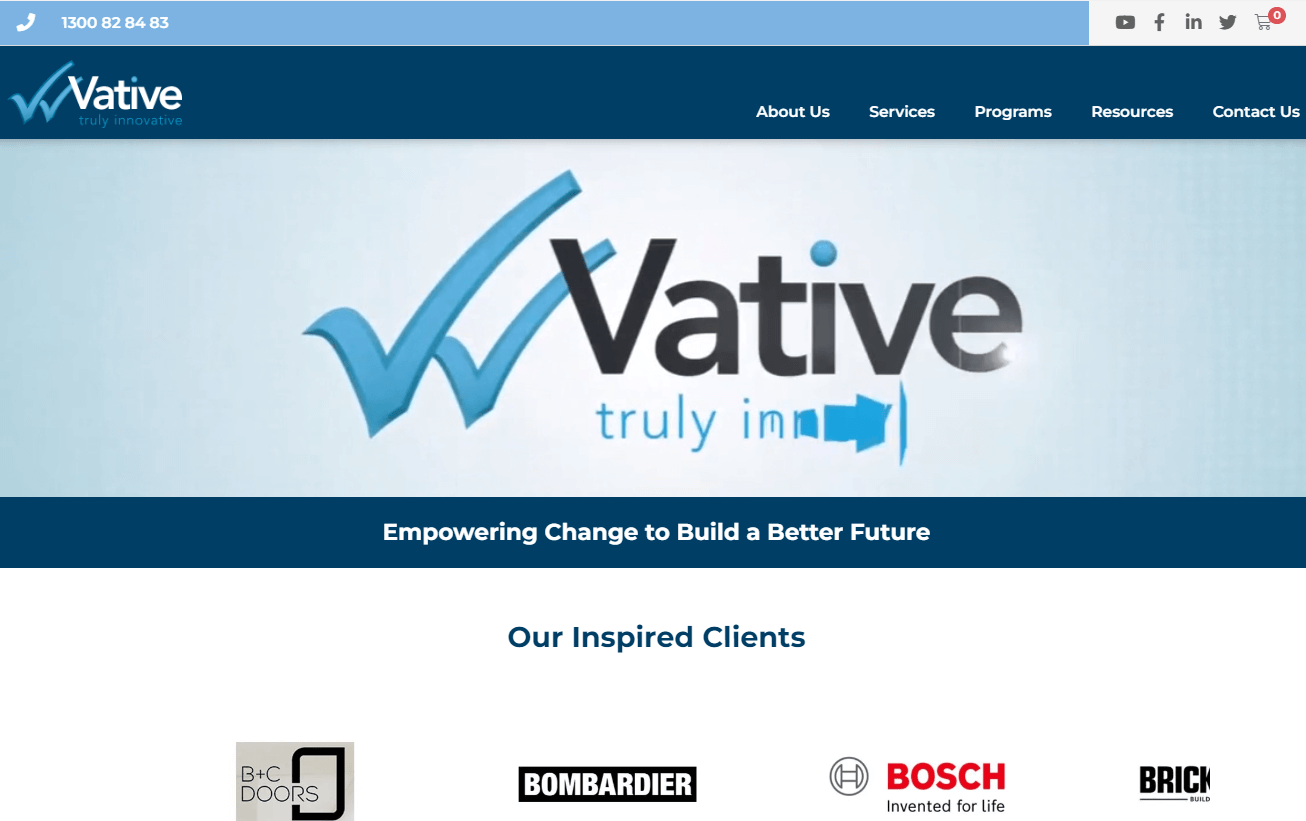 1300 82 84 83
0
Vative
truly innovative
About Us
Services
Programs
Resources
Contact Us
Vative
truly inn
Empowering Change to Build a Better Future
Our Inspired Clients
B+C
DOORS
BOMBARDIER
BOSCH
Invented for life
BRICK
BUILD